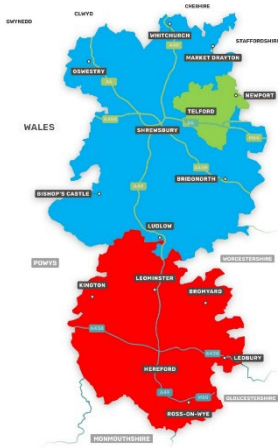 CHESHIRE
CLWYD
GWYNEDD
WHITCHURCH
STAFFORDSHIRE
MARKET DRAYTON
OSWESTRY
NEWPORT
TELFORD
WALES
SHREWSBURY
BRIDGNORTH
BISHOP'S CASTLE
LUDLOW
WORCESTERSHIRE
POWYS
LEOMINSTER
KINGTON
BROMYARD
LEDBURY
HEREFORD
GLOUCESTERSHIRE
ROSS-ON-WYE
MONMOUTHSHIRE